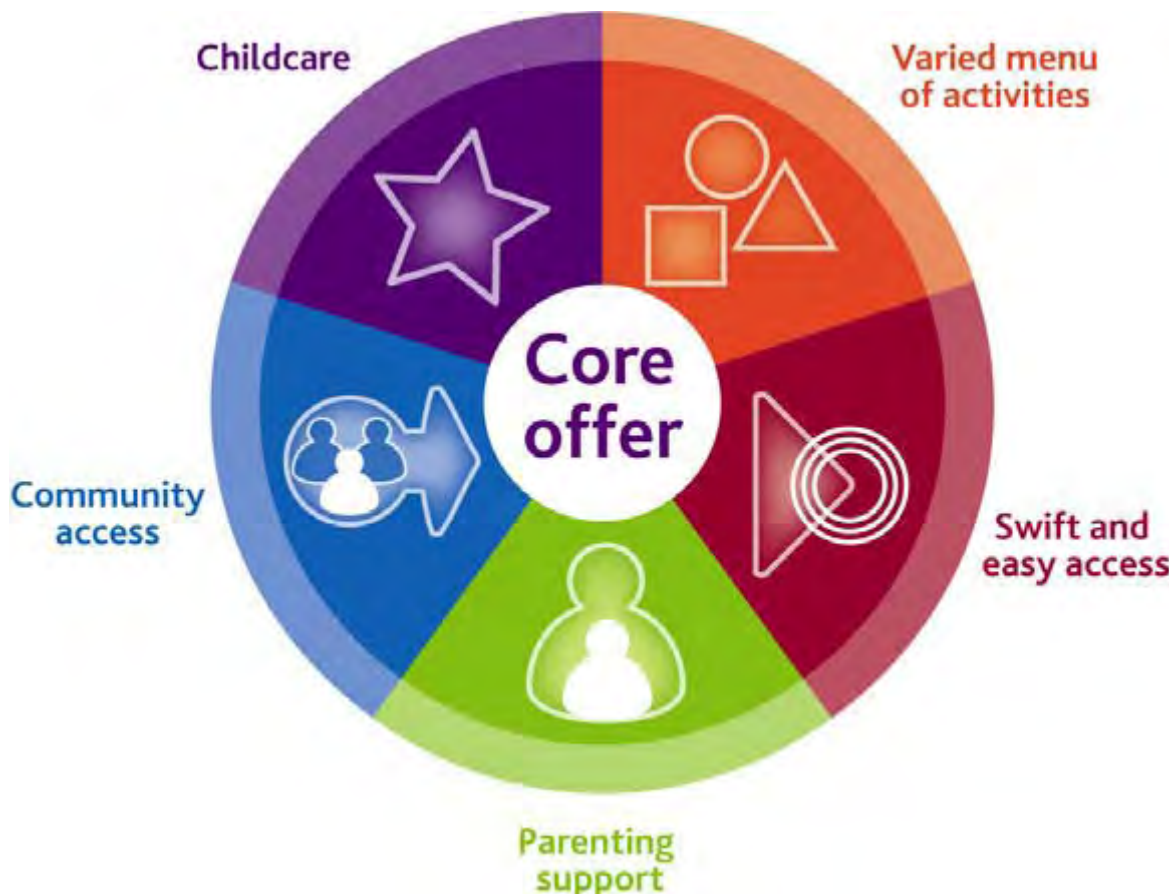 Childcare
Varied menu
of activities
Core
offer
Community
access
Swift and
easy access
Parenting
support